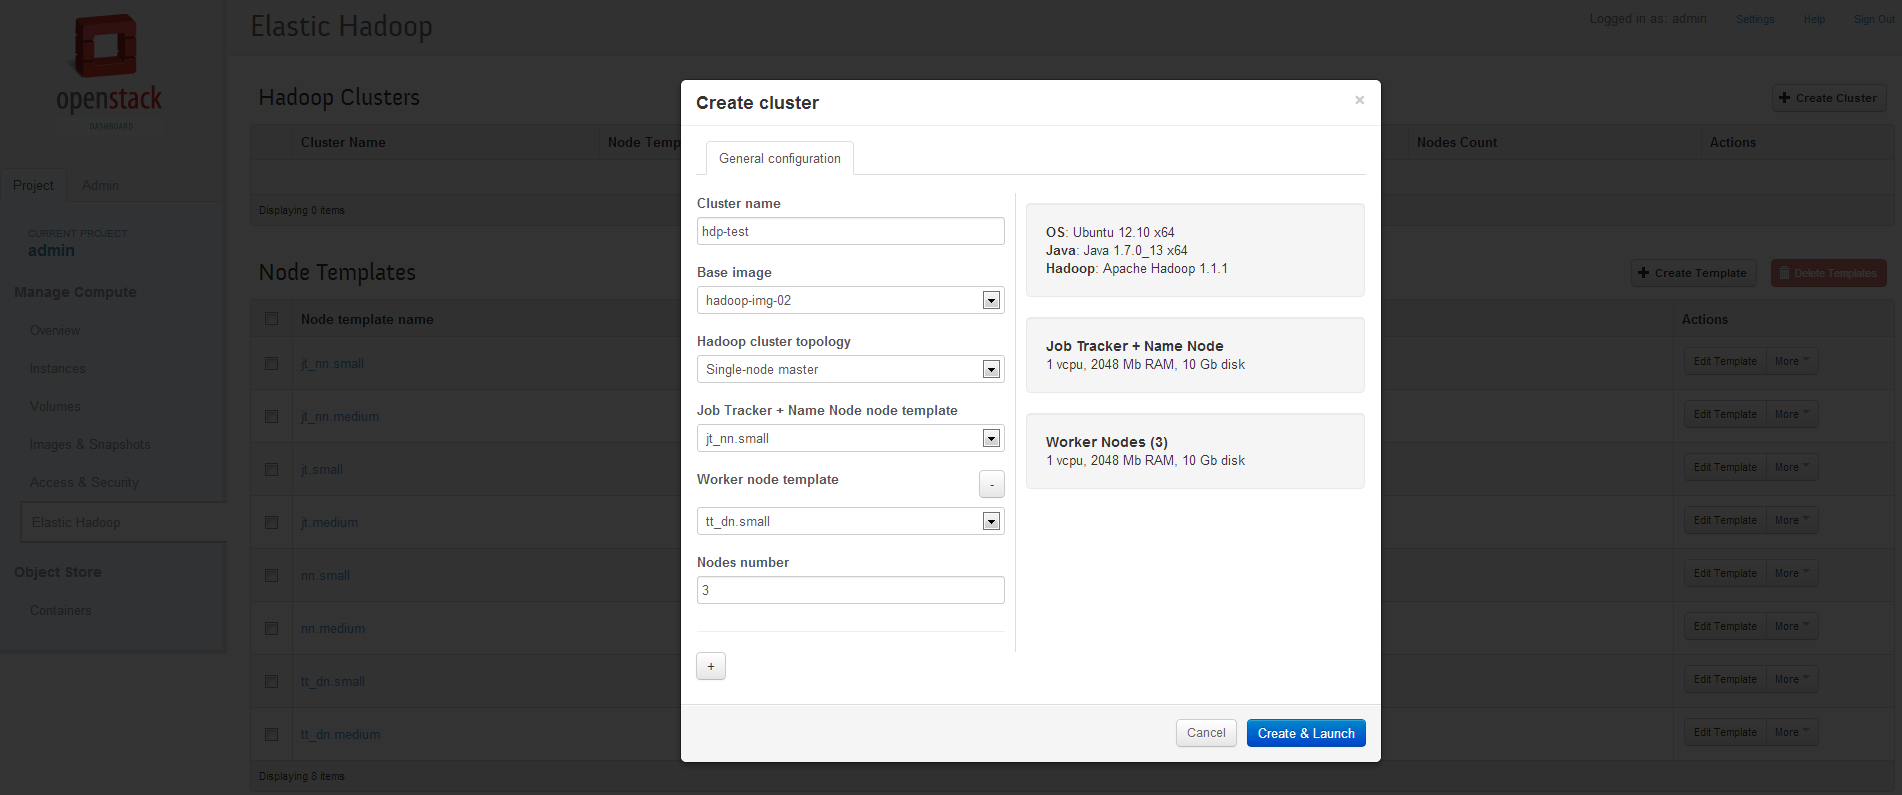 openstack
DASHBOARD
Project
Admin
CURRENT PROJECT
admin
Manage Compute
Overview
Instances
Volumes
Images & Snapshots
Access & Security
Elastic Hadoop
Object Store
Containers
Elastic Hadoop
Logged in as: admin
Settings
Help
Sign Out
Hadoop Clusters
+ Create Cluster
Cluster Name
Node Temp
Nodes Count
Actions
Displaying 0 items
Node Templates
+ Create Template
Delete Templates
Node template name
Actions
jt_nn.small
Edit Template
More
jt_nn.medium
Edit Template
More
jt.small
Edit Template
More
jt.medium
Edit Template
More
nn.small
Edit Template
More
nn.medium
Edit Template
More
tt_dn.small
Edit Template
More
tt_dn.medium
Edit Template
More
Displaying 8 items
Create cluster
×
General configuration
Cluster name
hdp-test
Base image
hadoop-img-02
Hadoop cluster topology
Single-node master
Job Tracker + Name Node node template
jt_nn.small
Worker node template
-
tt_dn.small
Nodes number
3
+
OS: Ubuntu 12.10 x64
Java: Java 1.7.0_13 x64
Hadoop: Apache Hadoop 1.1.1
Job Tracker + Name Node
1 vcpu, 2048 Mb RAM, 10 Gb disk
Worker Nodes (3)
1 vcpu, 2048 Mb RAM, 10 Gb disk
Cancel
Create & Launch